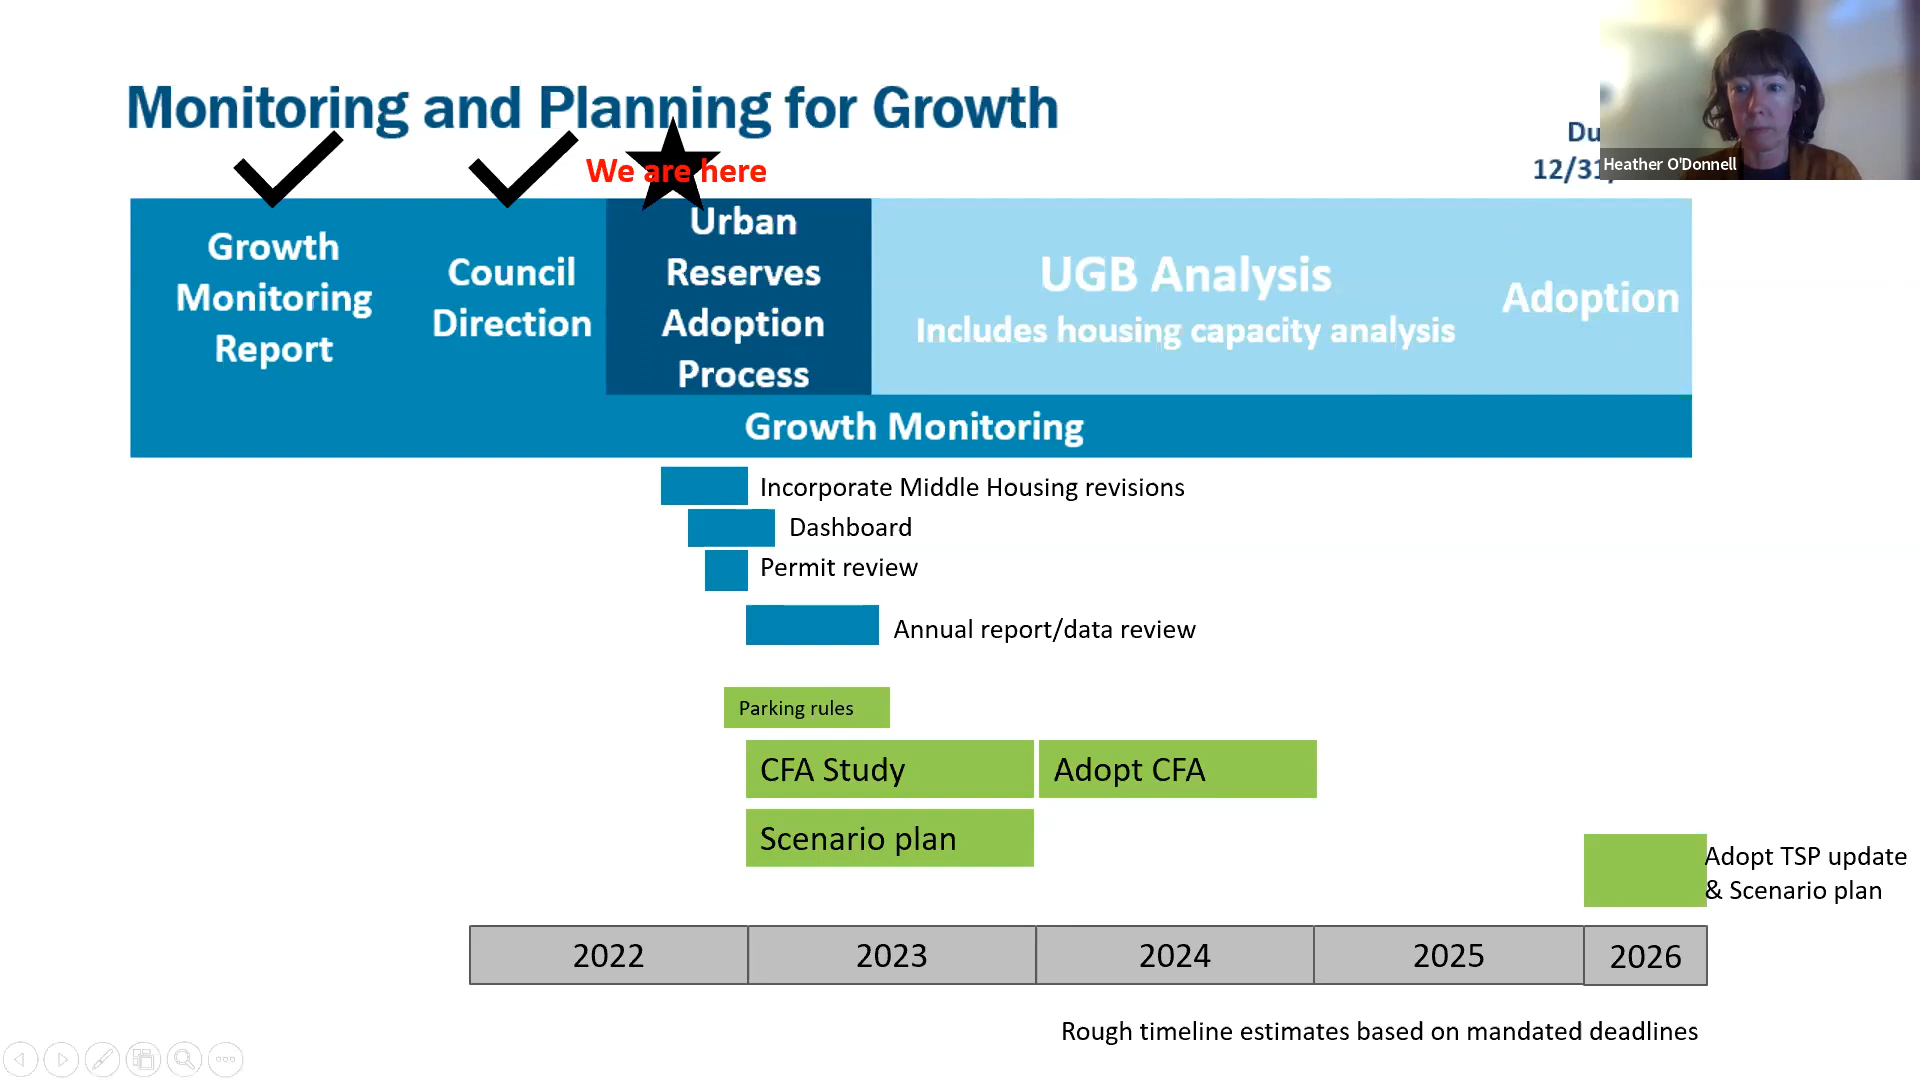 Monitoring and Planning for Growth
We are here
12/31/
Heather O'Donnell
Growth
Monitoring
Report
Council
Direction
Urban
Reserves
Adoption
Process
UGB Analysis
Includes housing capacity analysis
Adoption
Growth Monitoring
Incorporate Middle Housing revisions
Dashboard
Permit review
Annual report/data review
Parking rules
CFA Study
Adopt CFA
Scenario plan
Adopt TSP update
& Scenario plan
2022
2023
2024
2025
2026
Rough timeline estimates based on mandated deadlines